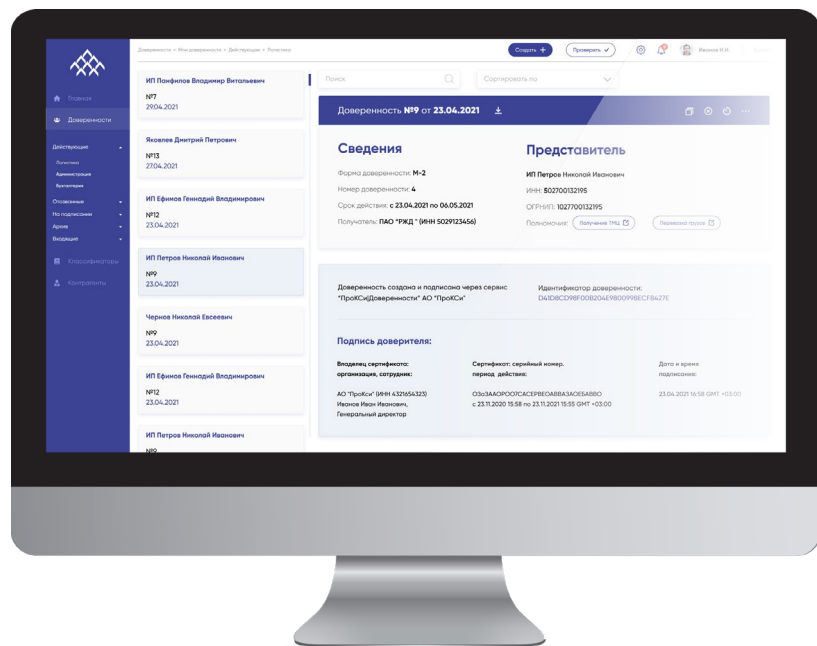 Доверенности > Мои доверенности > Действующие > Логистика
Создать +
Проверить ✓
Иванов И.И.
Главная
Доверенности
Действующие
Логистика
Администрация
Бухгалтерия
Отозванные
На подписании
Архив
Входящие
Классификаторы
Контрагенты
ИП Панфилов Владимир Витальевич
№7
29.04.2021
Яковлев Дмитрий Петрович
№13
27.04.2021
ИП Ефимов Геннадий Владимирович
№12
23.04.2021
ИП Петров Николай Иванович
№9
23.04.2021
Чернов Николай Евсеевич
№9
23.04.2021
ИП Ефимов Геннадий Владимирович
№12
23.04.2021
ИП Петров Николай Иванович
№9
Поиск
Сортировать по
Доверенность №9 от 23.04.2021
Сведения
Форма доверенности: М-2
Номер доверенности: 4
Срок действия: с 23.04.2021 по 06.05.2021
Получатель: ПАО "РЖД " (ИНН 5029123456)
Представитель
ИП Петров Николай Иванович
ИНН: 502700132195
ОГРНИП: 1027700132195
Полномочия: Получение ТМЦ
Перевозка грузов
Доверенность создана и подписана через сервис
"ПроКСи|Доверенности" АО "ПроКСи"
Идентификатор доверенности:
Подпись доверителя:
Владелец сертификата:
организация, сотрудник:
АО "ПроКси" (ИНН 4321654323)
Иванов Иван Иванович,
Генеральный директор
Сертификат: серийный номер.
период действия:
с 23.11.2020 15:58 по 23.11.2021 15:55 GMT +03:00
Дата и время
подписания:
23.04.2021 16:58 GMT +03:00